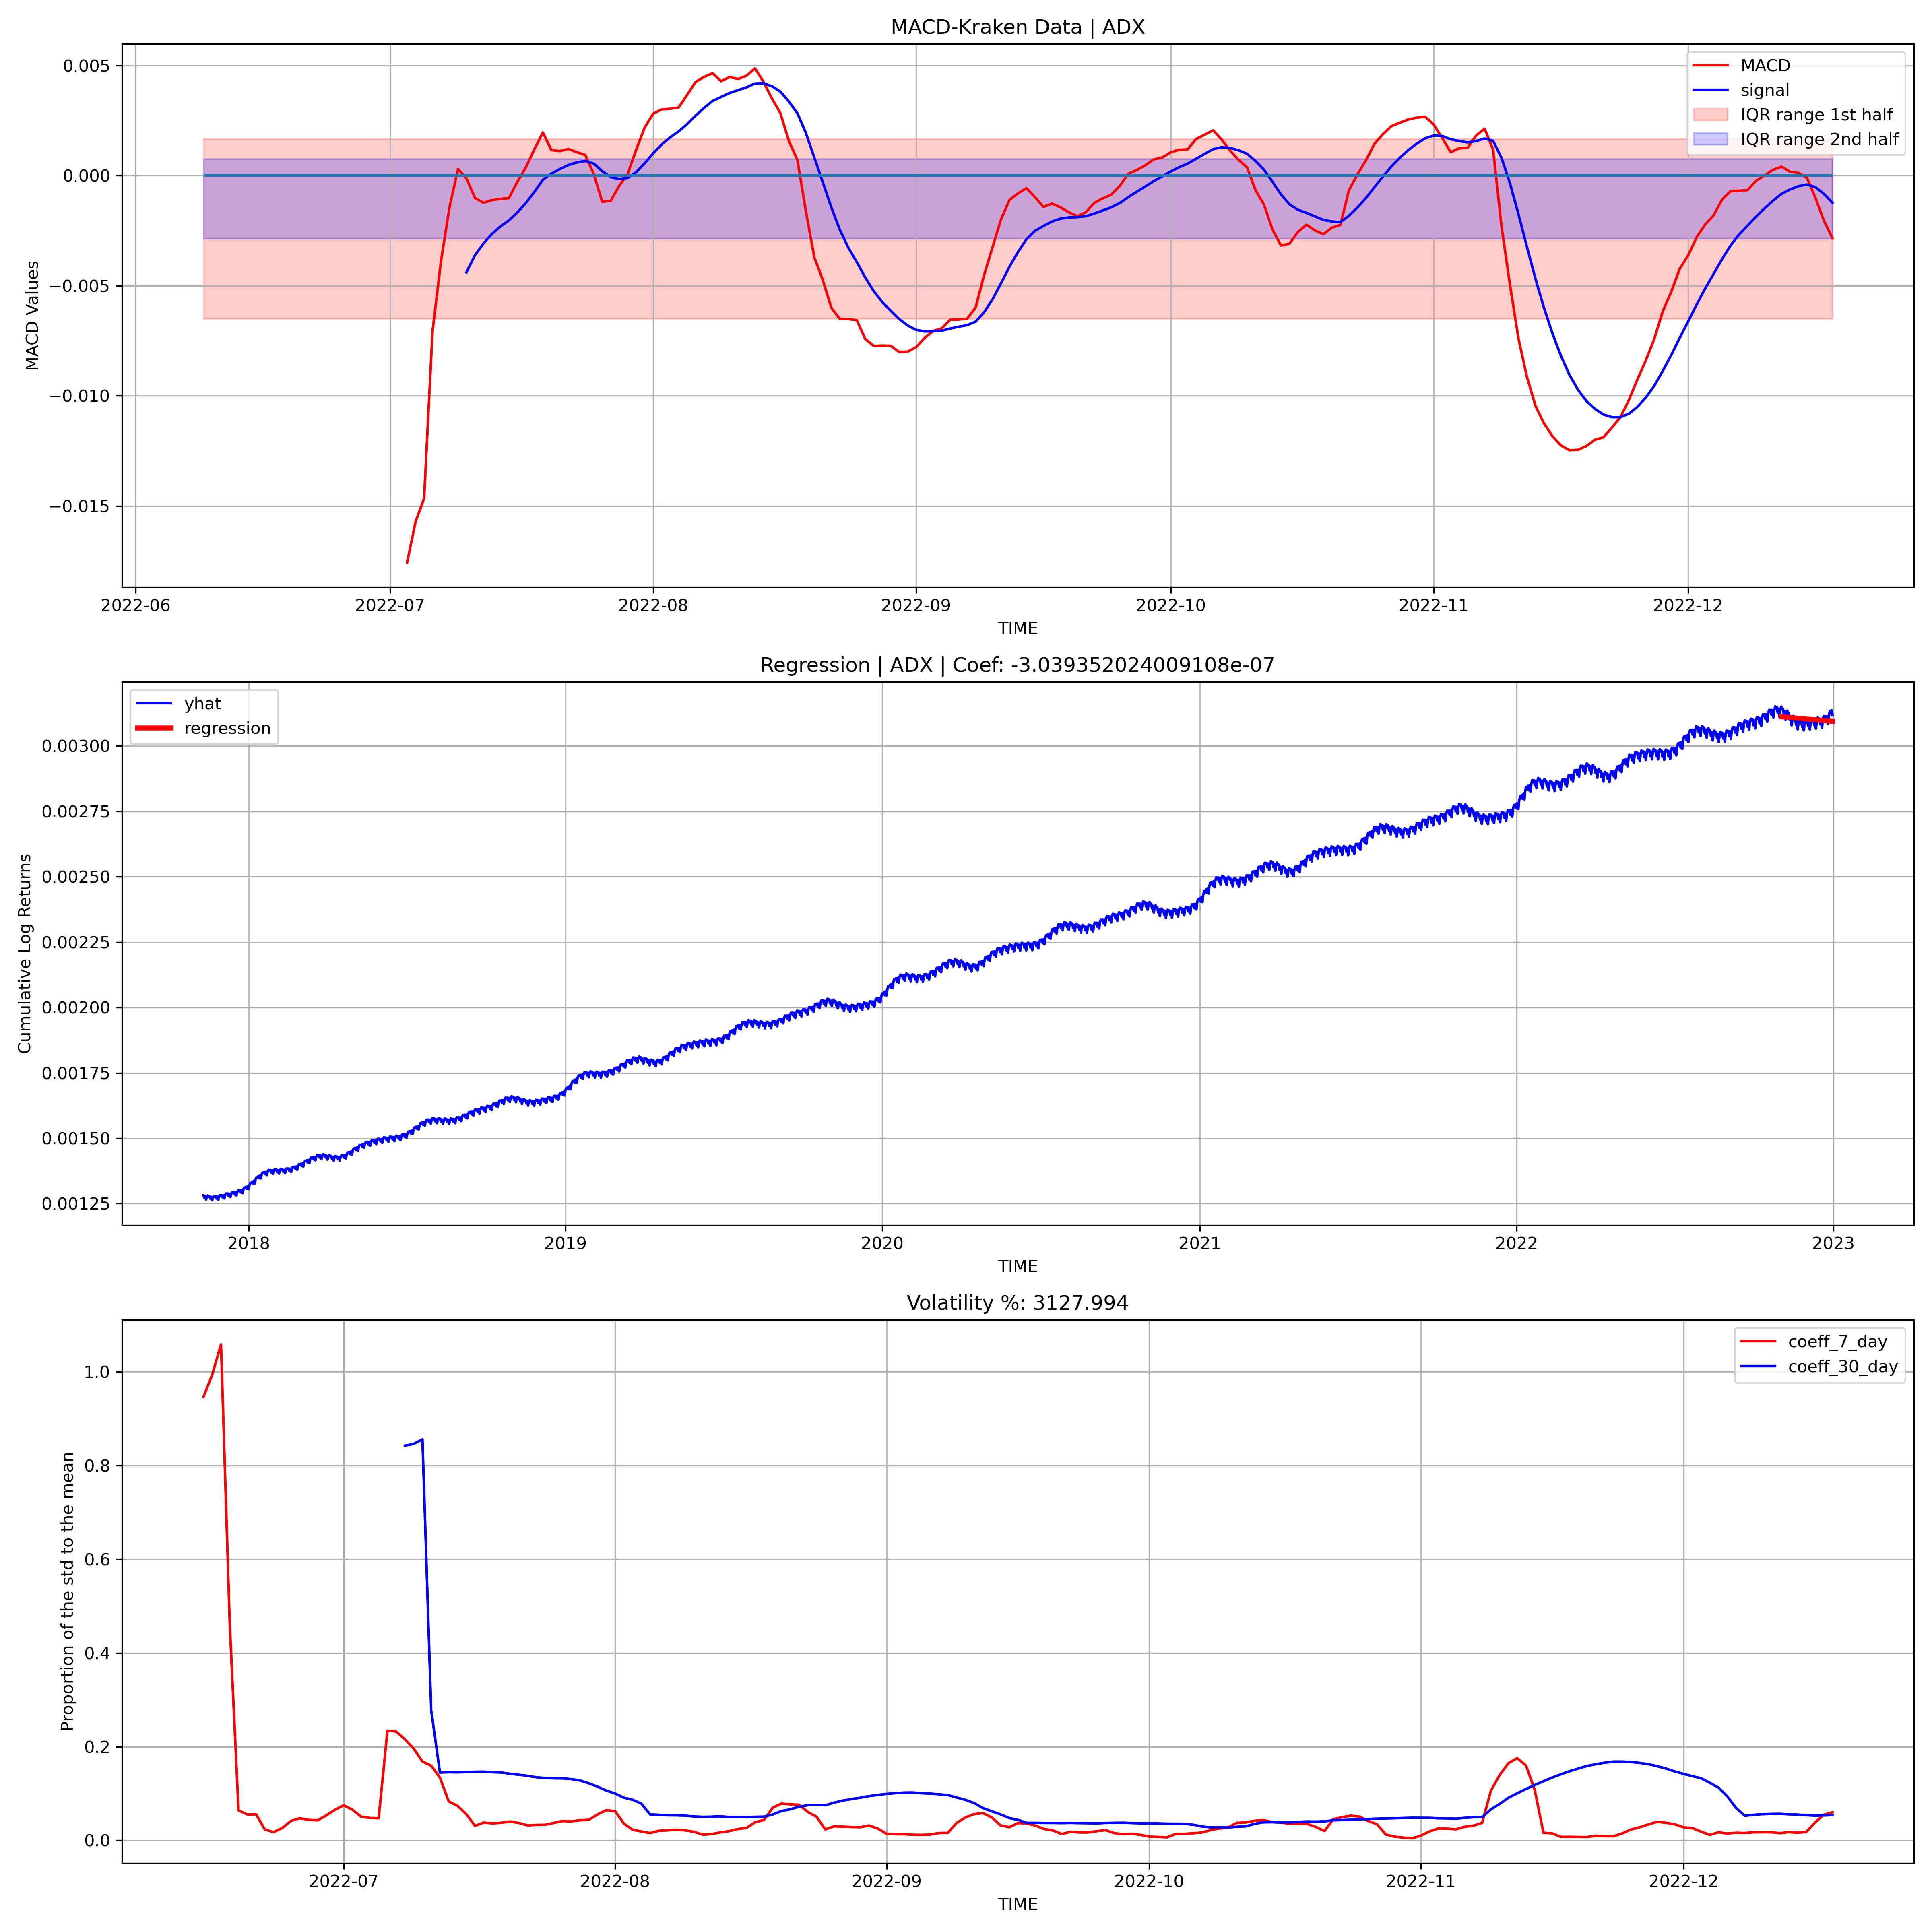 MACD-Kraken Data | ADX
MACD
signal
IQR range 1st half
IQR range 2nd half
0.005
0.000
−0.005
−0.010
−0.015
MACD Values
2022-06 2022-07 2022-08 2022-09 2022-10 2022-11 2022-12
TIME
Regression | ADX | Coef: -3.039352024009108e-07
yhat
regression
0.00300
0.00275
0.00250
0.00225
0.00200
0.00175
0.00150
0.00125
Cumulative Log Returns
2018 2019 2020 2021 2022 2023
TIME
Volatility %: 3127.994
coeff_7_day
coeff_30_day
1.0
0.8
0.6
0.4
0.2
0.0
Proportion of the std to the mean
2022-07 2022-08 2022-09 2022-10 2022-11 2022-12
TIME